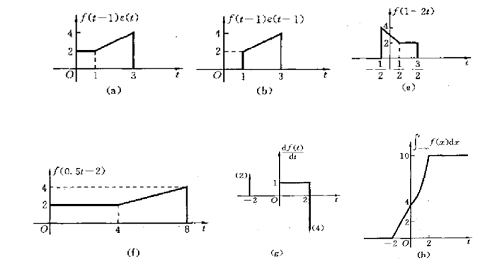 f(t-1)ε(t)
4
2
O
1
3
t
(a)
f(t-1)ε(t-1)
4
2
O
1
3
t
(b)
f(1-2t)
4
2
-1/2
O
1/2
3/2
t
(e)
f(0.5t-2)
4
2
O
4
8
t
(f)
df(t)/dt
(2)
1
-2
O
2
t
(4)
(g)
f(x)dx
10
4
-2
O
2
t
(h)